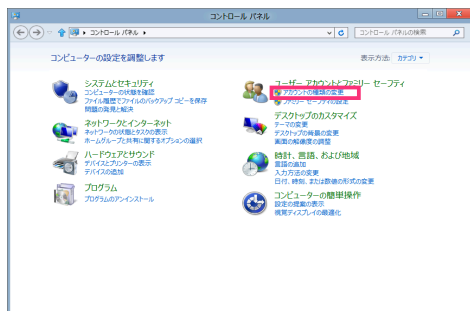 コントロール パネル
コントロール パネル
コントロール パネルの検索
コンピューターの設定を調整します
表示方法: カテゴリ
システムとセキュリティ
コンピューターの状態を確認
ファイル履歴でファイルのバックアップ コピーを保存
問題の発見と解決
ネットワークとインターネット
ネットワークの状態とタスクの表示
ホームグループと共有に関するオプションの選択
ハードウェアとサウンド
デバイスとプリンターの表示
デバイスの追加
プログラム
プログラムのアンインストール
ユーザー アカウントとファミリー セーフティ
アカウントの種類の変更
ファミリー セーフティの設定
デスクトップのカスタマイズ
テーマの変更
デスクトップの背景の変更
画面の解像度の調整
時計、言語、および地域
言語の追加
入力方法の変更
日付、時刻、または数値の形式の変更
コンピューターの簡単操作
設定の提案の表示
視覚ディスプレイの最適化